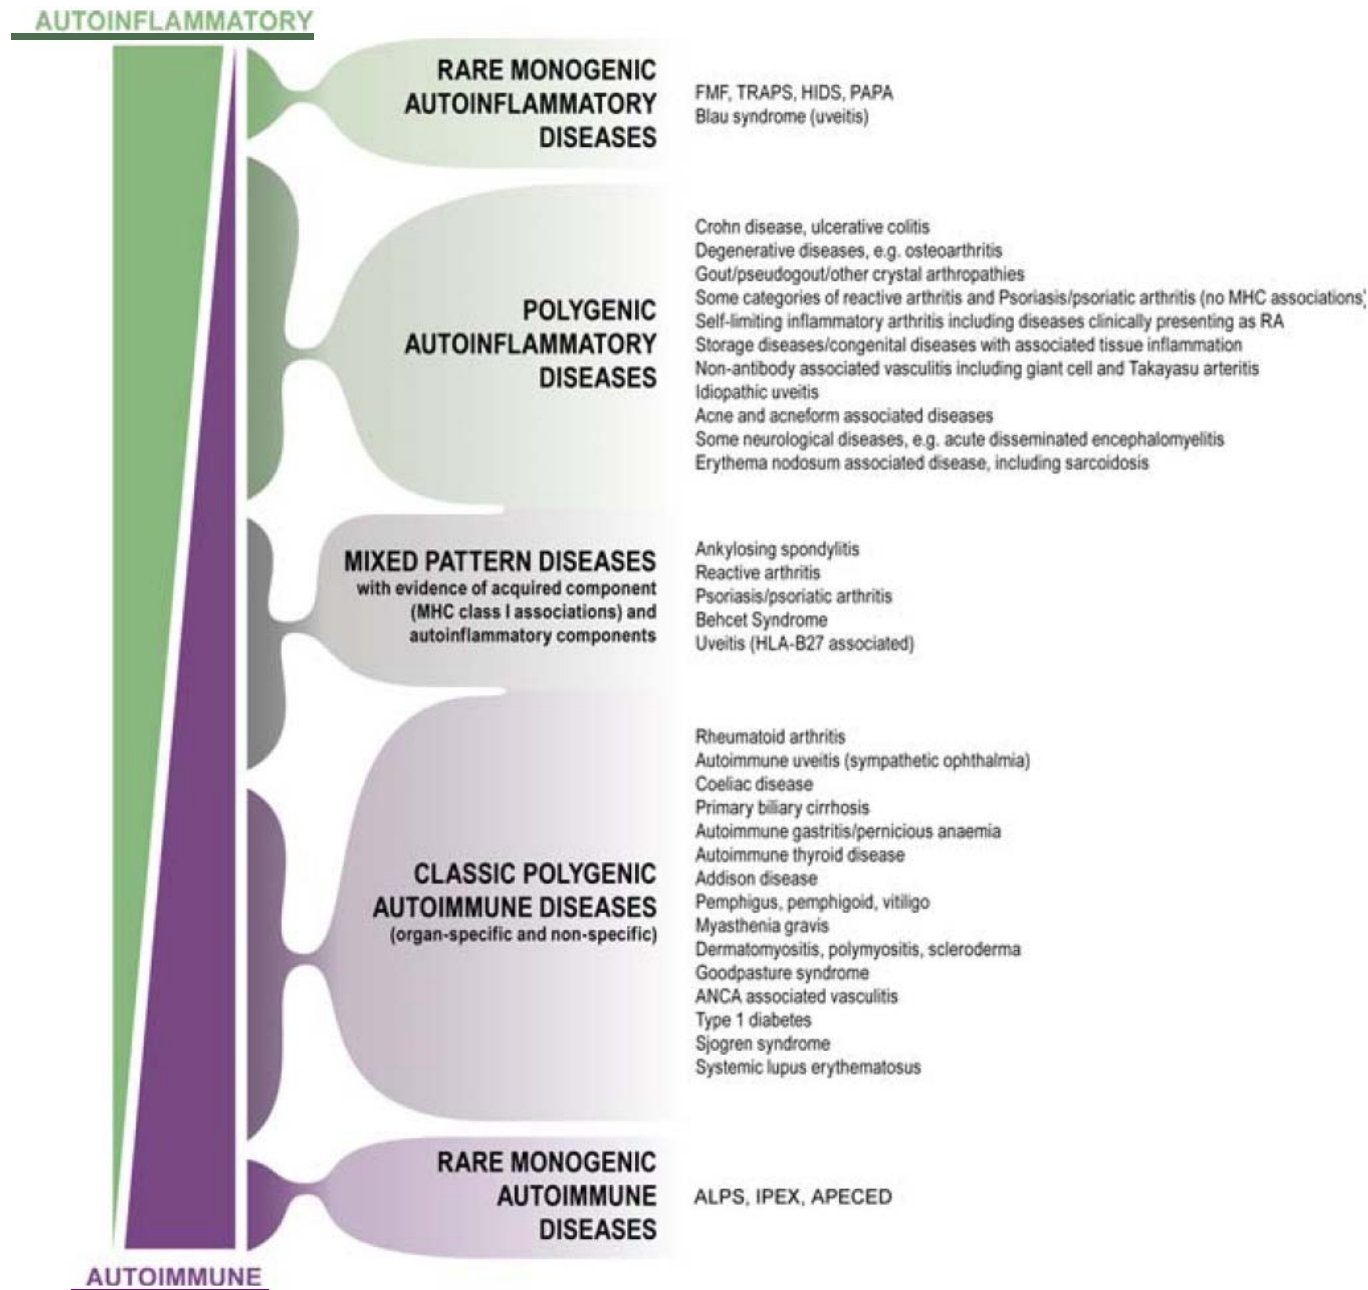 AUTOINFLAMMATORY
RARE MONOGENIC
AUTOINFLAMMATORY
DISEASES
FMF, TRAPS, HIDS, PAPA
Blau syndrome (uveitis)
POLYGENIC
AUTOINFLAMMATORY
DISEASES
Crohn disease, ulcerative colitis
Degenerative diseases, e.g. osteoarthritis
Gout/pseudogout/other crystal arthropathies
Some categories of reactive arthritis and Psoriasis/psoriatic arthritis (no MHC associations)
Self-limiting inflammatory arthritis including diseases clinically presenting as RA
Storage diseases/congenital diseases with associated tissue inflammation
Non-antibody associated vasculitis including giant cell and Takayasu arteritis
Idiopathic uveitis
Acne and acneform associated diseases
Some neurological diseases, e.g. acute disseminated encephalomyelitis
Erythema nodosum associated disease, including sarcoidosis
MIXED PATTERN DISEASES
with evidence of acquired component
(MHC class I associations) and
autoinflammatory components
Ankylosing spondylitis
Reactive arthritis
Psoriasis/psoriatic arthritis
Behcet Syndrome
Uveitis (HLA-B27 associated)
CLASSIC POLYGENIC
AUTOIMMUNE DISEASES
(organ-specific and non-specific)
Rheumatoid arthritis
Autoimmune uveitis (sympathetic ophthalmia)
Coeliac disease
Primary biliary cirrhosis
Autoimmune gastritis/pernicious anaemia
Autoimmune thyroid disease
Addison disease
Pemphigus, pemphigoid, vitiligo
Myasthenia gravis
Dermatomyositis, polymyositis, scleroderma
Goodpasture syndrome
ANCA associated vasculitis
Type 1 diabetes
Sjogren syndrome
Systemic lupus erythematosus
RARE MONOGENIC
AUTOIMMUNE
DISEASES
ALPS, IPEX, APECED
AUTOIMMUNE